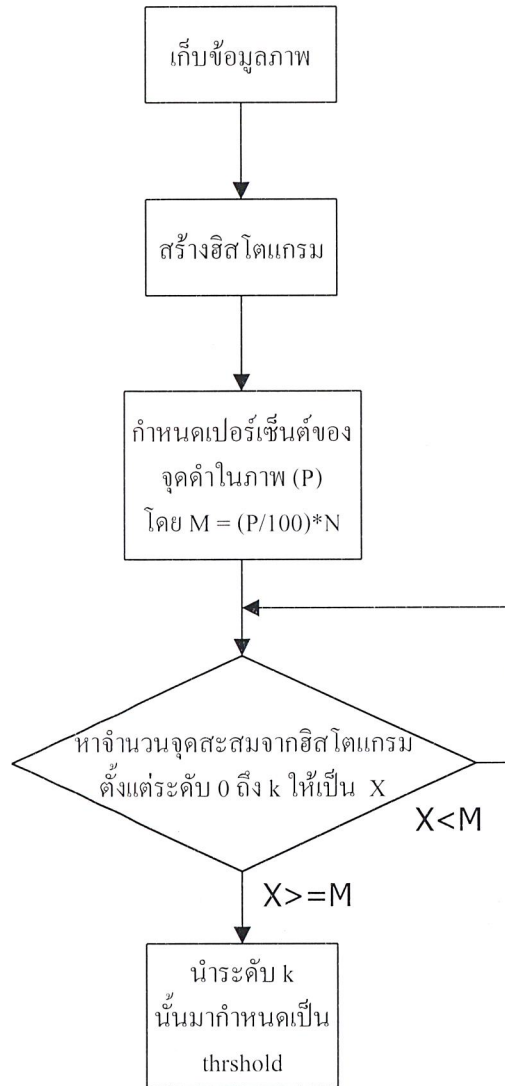 เก็บข้อมูลภาพ
สร้างฮิสโตแกรม
กำหนดเปอร์เซ็นต์ของ
จุดดำในภาพ (P)
โดย M = (P/100)*N
หาจำนวนจุดสะสมจากฮิสโตแกรม
ตั้งแต่ระดับ 0 ถึง k ให้เป็น X
X<M
X>=M
นำระดับ k
นั้นมากำหนดเป็น
thrshold